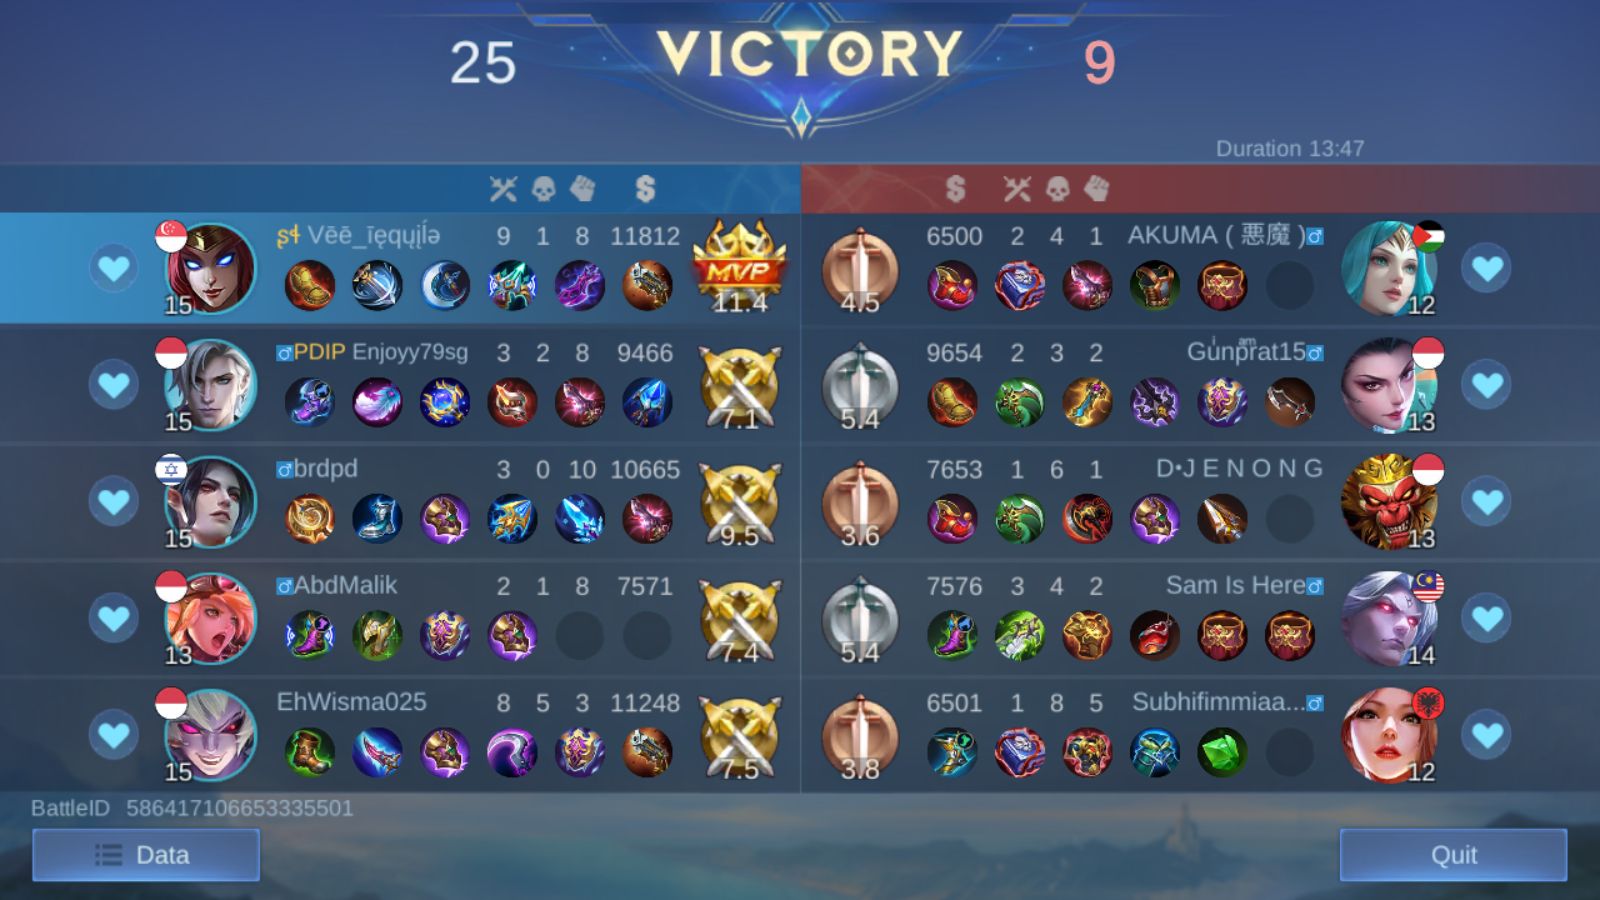 25 VICTORY 9
Duration 13:47
ʂɬ Vēē_īęqųįĺə 9 1 8 11812 MVP 11.4
15
PDIP Enjoyy79sg 3 2 8 9466 7.1
15
brdpd 3 0 10 10665 9.5
15
AbdMalik 2 1 8 7571 7.4
13
EhWisma025 8 5 3 11248 7.5
15
4.5 6500 2 4 1 AKUMA ( 悪魔 )
12
5.4 9654 2 3 2
13
3.6 7653 1 6 1 D•J E N O N G
13
5.4 7576 3 4 2 Sam Is Here
14
3.8 6501 1 8 5 Subhifimmiaa...
12
BattleID 586417106653335501
Data
Quit